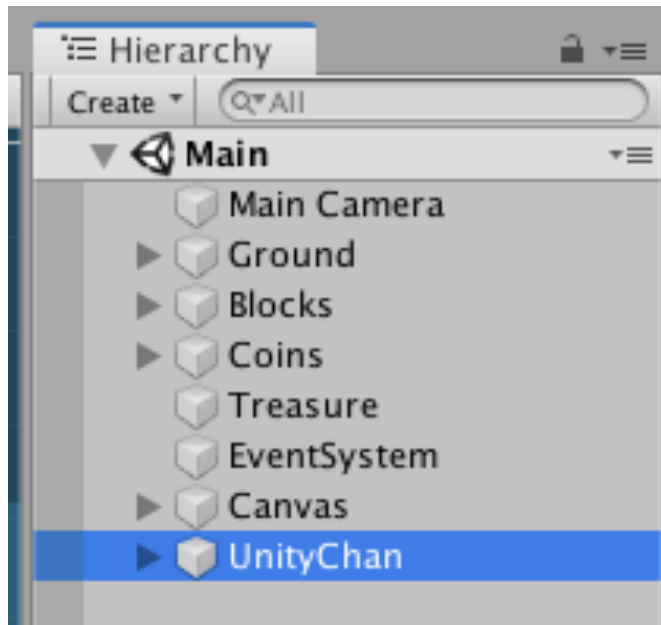 Hierarchy
Create All
Main
Main Camera
Ground
Blocks
Coins
Treasure
EventSystem
Canvas
UnityChan